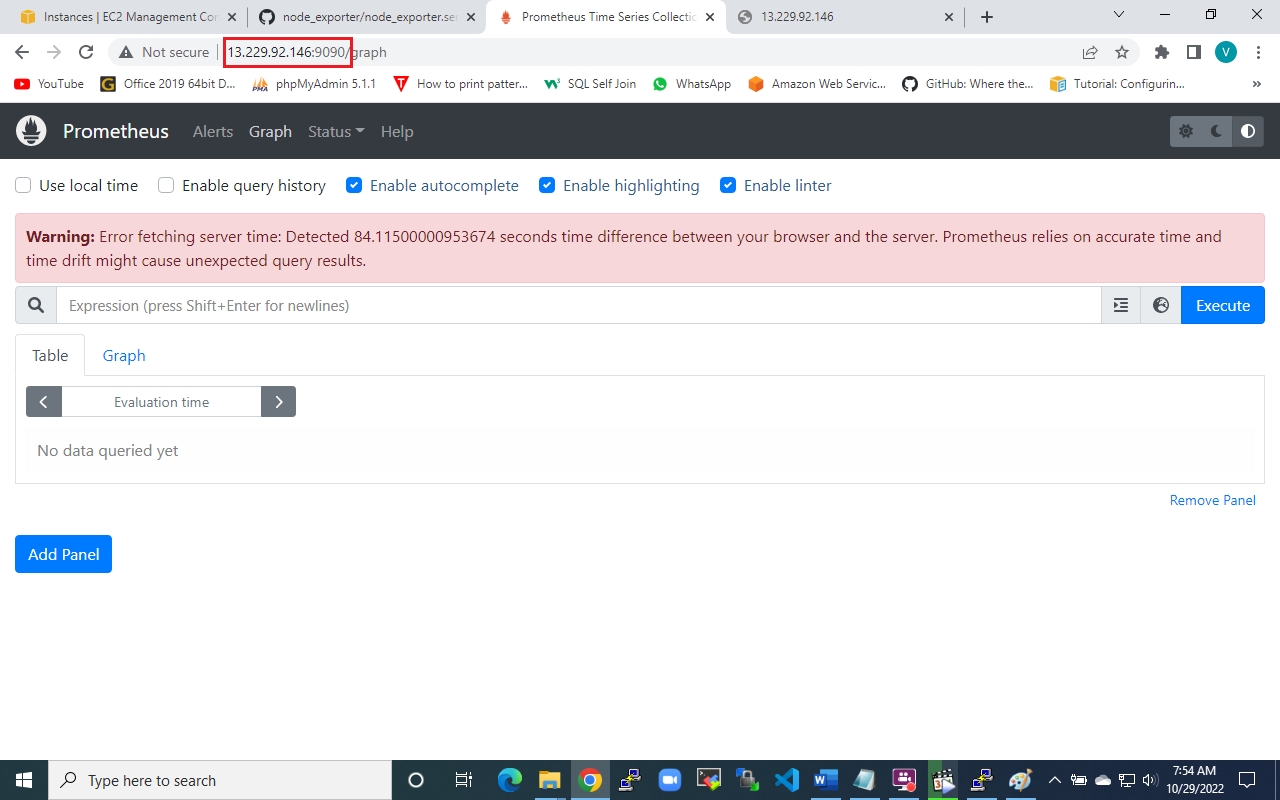 Instances | EC2 Management Con
node_exporter/node_exporter.ser
Prometheus Time Series Collectio
13.229.92.146
Not secure
13.229.92.146:9090/graph
V
YouTube
Office 2019 64bit D...
phpMyAdmin 5.1.1
How to print patter...
SQL Self Join
WhatsApp
Amazon Web Servic...
GitHub: Where the...
Tutorial: Configurin...
»
Prometheus
Alerts
Graph
Status
Help
Use local time
Enable query history
Enable autocomplete
Enable highlighting
Enable linter
Warning: Error fetching server time: Detected 84.11500000953674 seconds time difference between your browser and the server. Prometheus relies on accurate time and
time drift might cause unexpected query results.
Expression (press Shift+Enter for newlines)
Execute
Table
Graph
Evaluation time
No data queried yet
Remove Panel
Add Panel
Type here to search
7:54 AM
10/29/2022